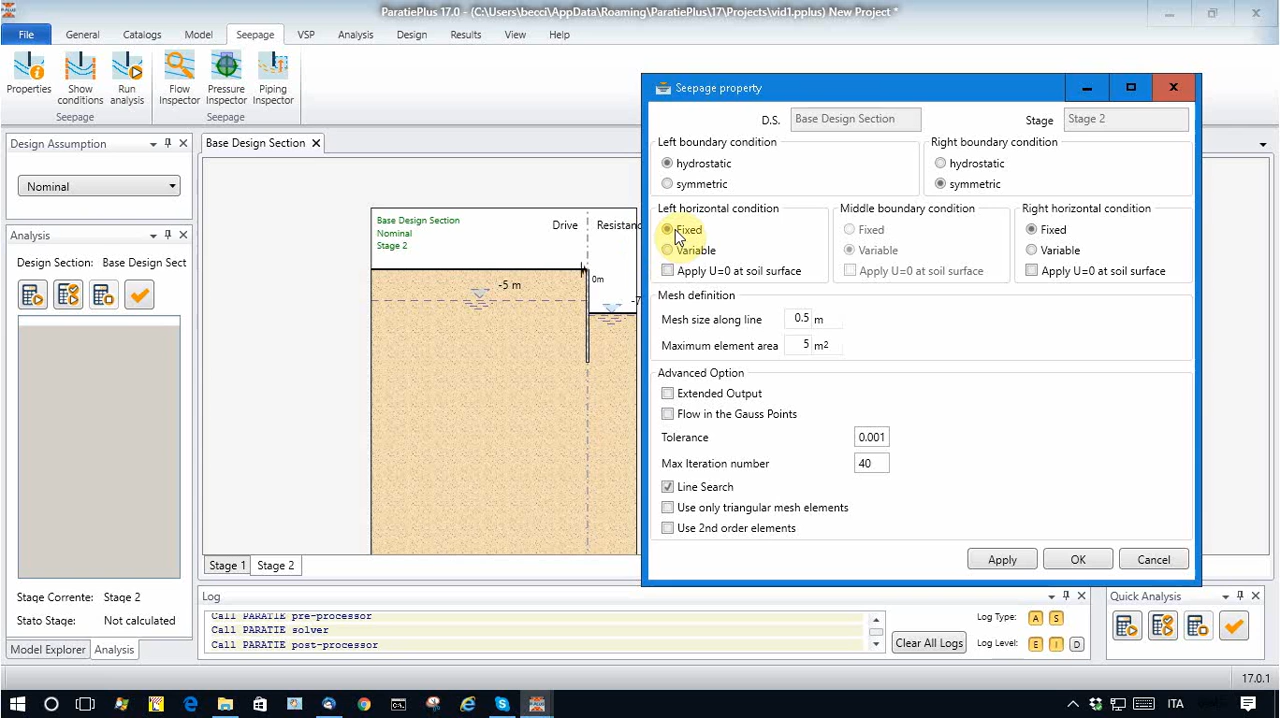 ParatiePlus 17.0 - (C:\Users\becci\AppData\Roaming\ParatiePlus\17\Projects\vid1.pplus) New Project *
File General Catalogs Model Seepage VSP Analysis Design Results View Help
Properties Show conditions Run analysis Flow Inspector Pressure Inspector Piping Inspector
Seepage Seepage
Design Assumption
Nominal
Analysis
Design Section: Base Design Sect
Stage Corrente: Stage 2
Stato Stage: Not calculated
Model Explorer Analysis
Base Design Section
Base Design Section
Nominal
Stage 2
Drive
0m
-5 m
Stage 1 Stage 2
Seepage property
D.S. Base Design Section Stage Stage 2
Left boundary condition Right boundary condition
hydrostatic hydrostatic
symmetric symmetric
Left horizontal condition Middle boundary condition Right horizontal condition
Fixed Fixed Fixed
Variable Variable Variable
Apply U=0 at soil surface Apply U=0 at soil surface Apply U=0 at soil surface
Mesh definition
Mesh size along line 0.5 m
Maximum element area 5 m2
Advanced Option
Extended Output
Flow in the Gauss Points
Tolerance 0.001
Max Iteration number 40
Line Search
Use only triangular mesh elements
Use 2nd order elements
Apply OK Cancel
Log
Call PARATIE pre-processor
Call PARATIE solver
Call PARATIE post-processor
Clear All Logs
Log Type: A S
Log Level: E I D
Quick Analysis
17.0.1
ITA